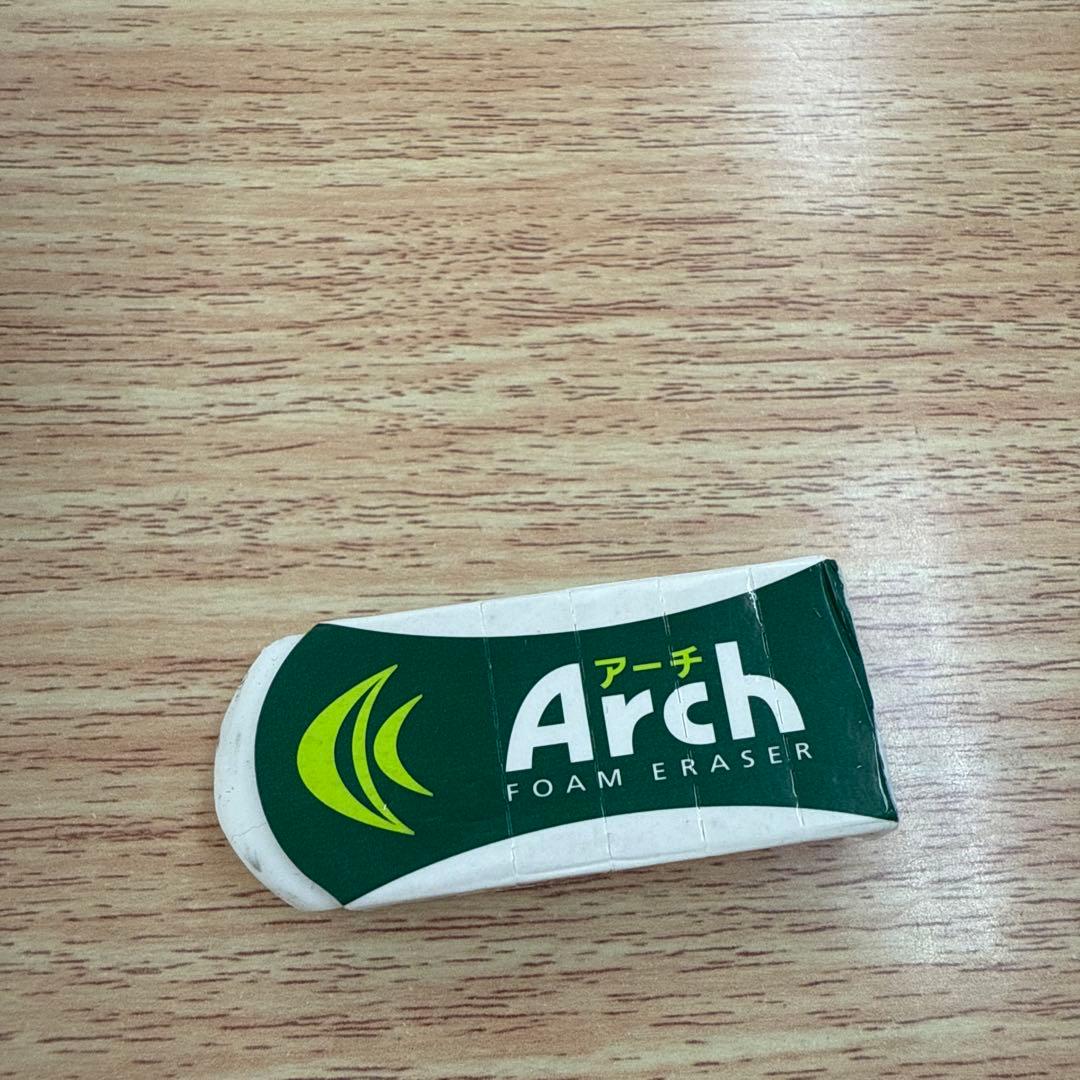 アーチ
Arch
FOAM ERASER